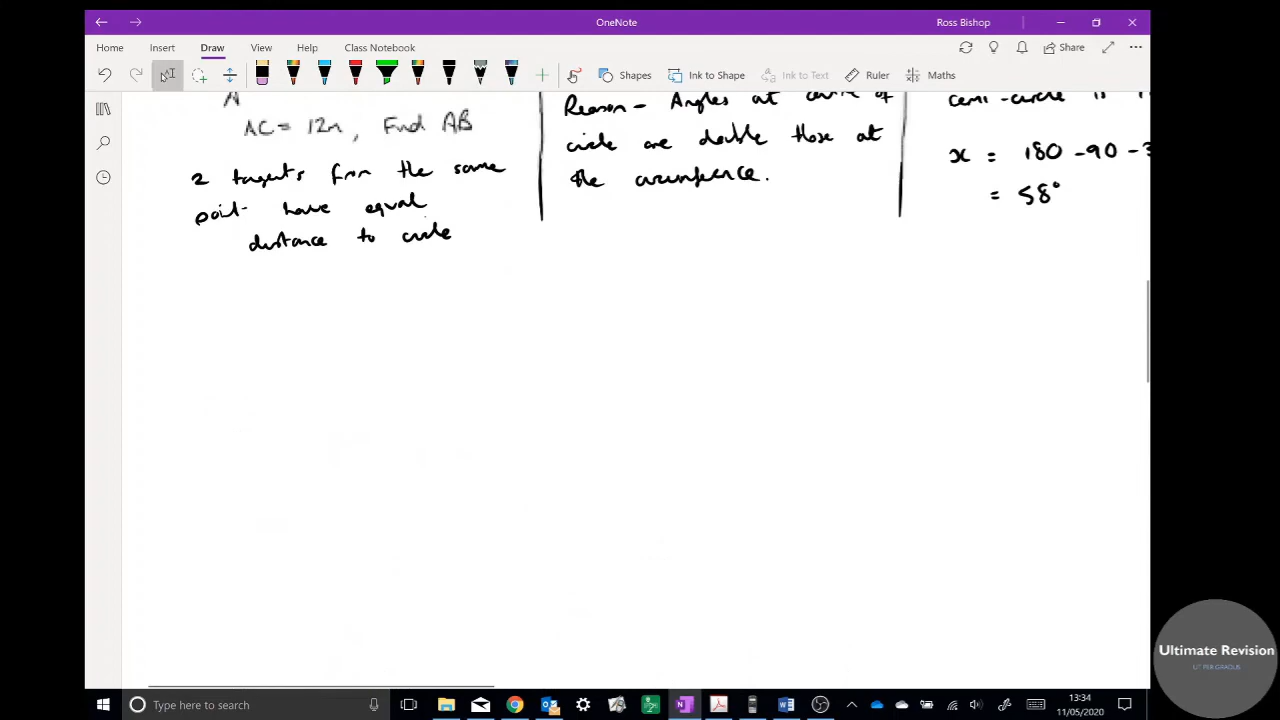 OneNote
Ross Bishop
Home Insert Draw View Help Class Notebook
Share
Shapes Ink to Shape Ink to Text Ruler Maths
A
AC = 12m, Find AB
2 tangents from the same
point have equal
distance to circle
Reason - Angles at centre of
circle are double those at
the circumference.
x = 180 - 90 - 3
= 58°
Ultimate Revision
Type here to search
13:34
11/05/2020